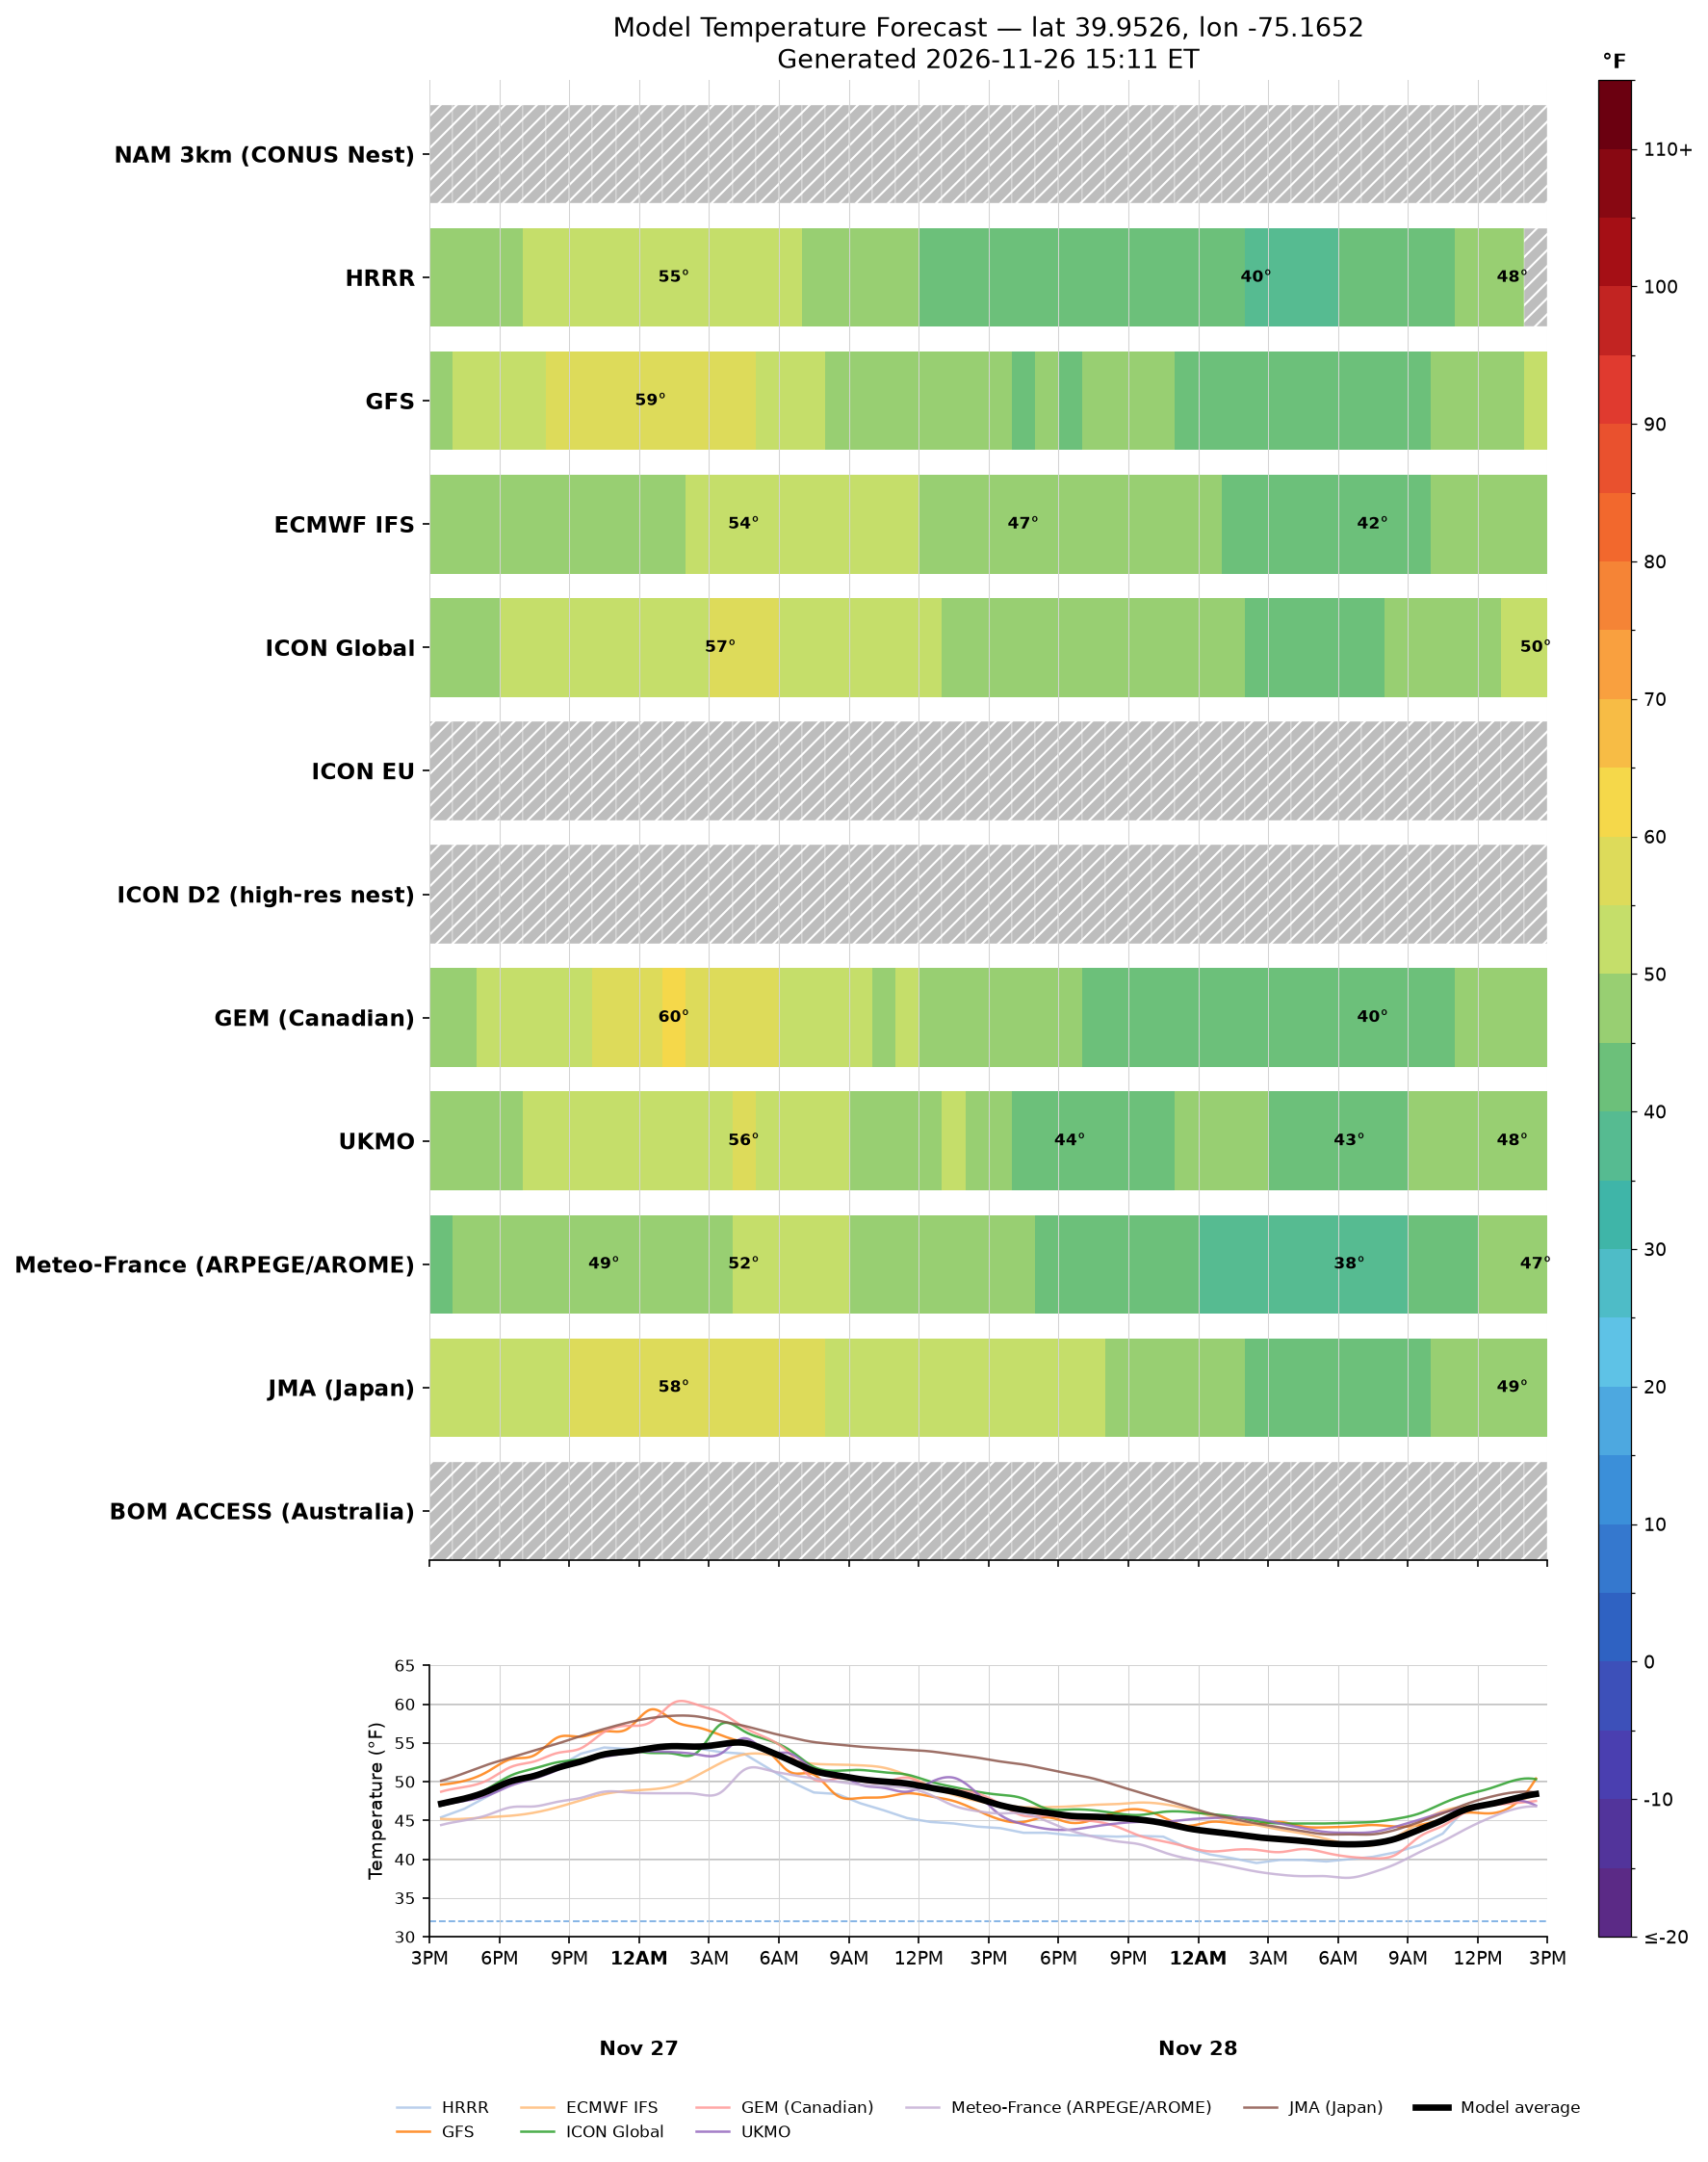 Model Temperature Forecast — lat 39.9526, lon -75.1652
Generated 2026-11-26 15:11 ET
°F
NAM 3km (CONUS Nest)
HRRR
55°
40°
48°
GFS
59°
ECMWF IFS
54°
47°
42°
ICON Global
57°
50°
ICON EU
ICON D2 (high-res nest)
GEM (Canadian)
60°
40°
UKMO
56°
44°
43°
48°
Meteo-France (ARPEGE/AROME)
49°
52°
38°
47°
JMA (Japan)
58°
49°
BOM ACCESS (Australia)
110+
100
90
80
70
60
50
40
30
20
10
0
-10
≤-20
Temperature (°F)
65
60
55
50
45
40
35
30
3PM 6PM 9PM 12AM 3AM 6AM 9AM 12PM 3PM 6PM 9PM 12AM 3AM 6AM 9AM 12PM 3PM
Nov 27 Nov 28
HRRR ECMWF IFS GEM (Canadian) Meteo-France (ARPEGE/AROME) JMA (Japan) Model average
GFS ICON Global UKMO